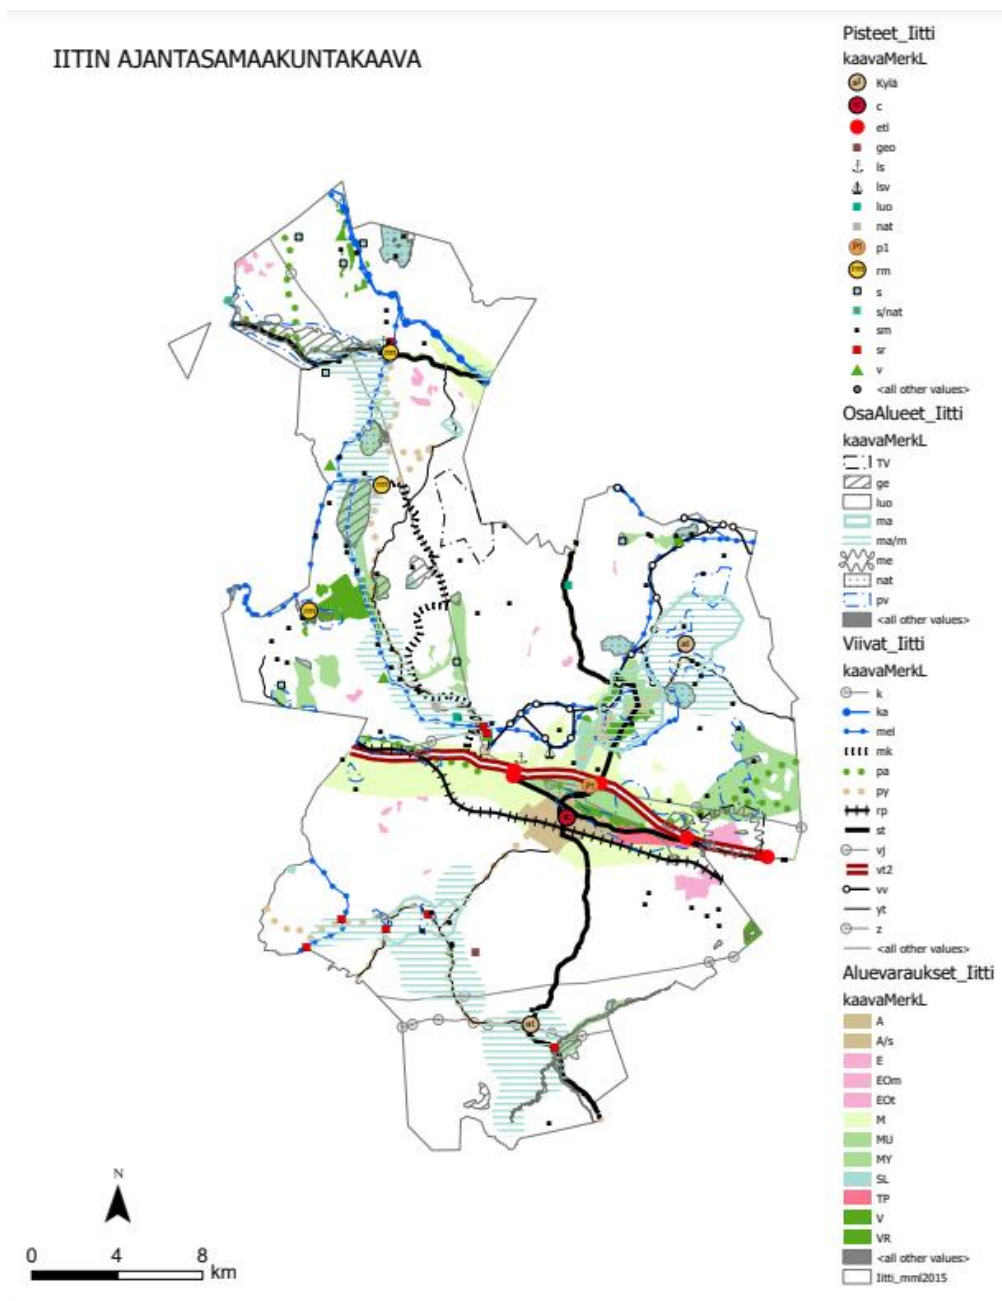 IITIN AJANTASAMAAKUNTAKAAVA
Pisteet_Iitti
kaavaMerkL
Kylä
c
etl
geo
ls
lsv
luo
nat
p1
rm
s
s/nat
sm
sr
v
<all other values>
OsaAlueet_Iitti
kaavaMerkL
TV
ge
luo
ma
ma/m
me
nat
pv
<all other values>
Viivat_Iitti
kaavaMerkL
k
ka
mel
mk
pa
py
rp
st
vj
vt2
vv
yt
z
<all other values>
Aluevaraukset_Iitti
kaavaMerkL
A
A/s
E
EOm
EOt
M
MU
MY
SL
TP
V
VR
<all other values>
Iitti_mml2015
N
0 4 8
km